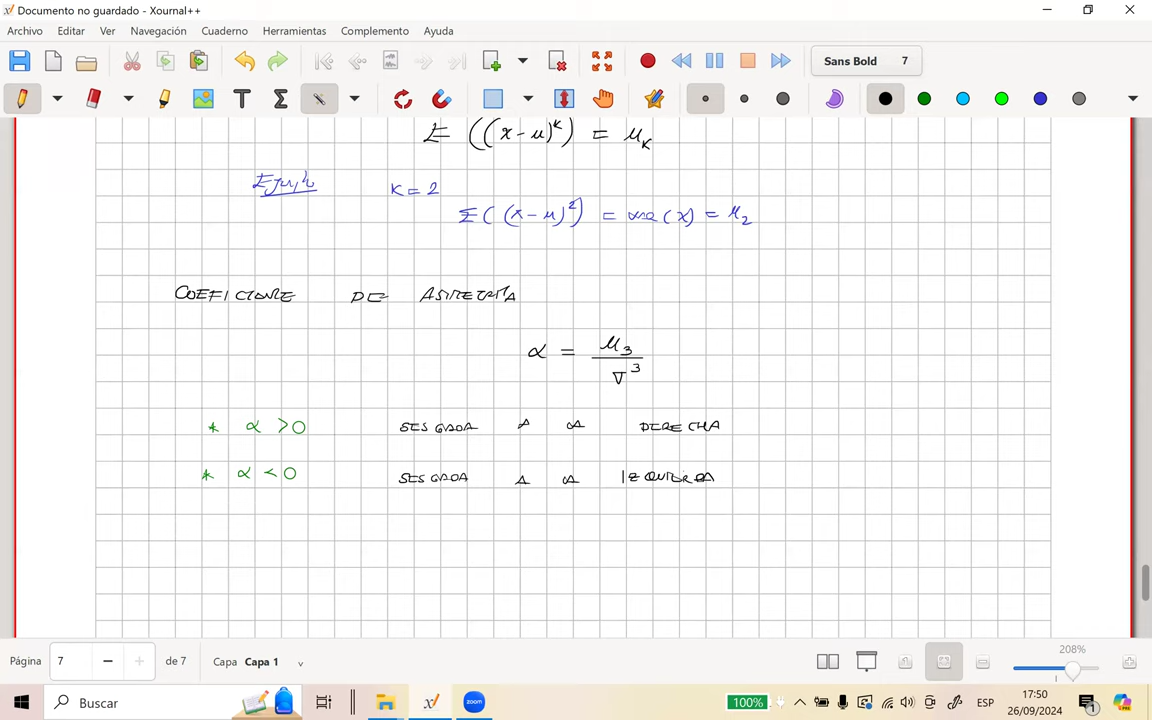 Documento no guardado - Xournal++
Archivo Editar Ver Navegación Cuaderno Herramientas Complemento Ayuda
Sans Bold 7
E ((x-μ)^k) = μ_k
k = 2
E ((x-μ)^2) = var (x) = μ_2
COEFICIENTE DE ASIMETRIA
α = μ_3 / σ^3
* α > 0 SESGADA A LA DERECHA
* α < 0 SESGADA A LA IZQUIERDA
Página 7 de 7 Capa Capa 1 208%
Buscar 100% ESP 17:50
26/09/2024
zoom